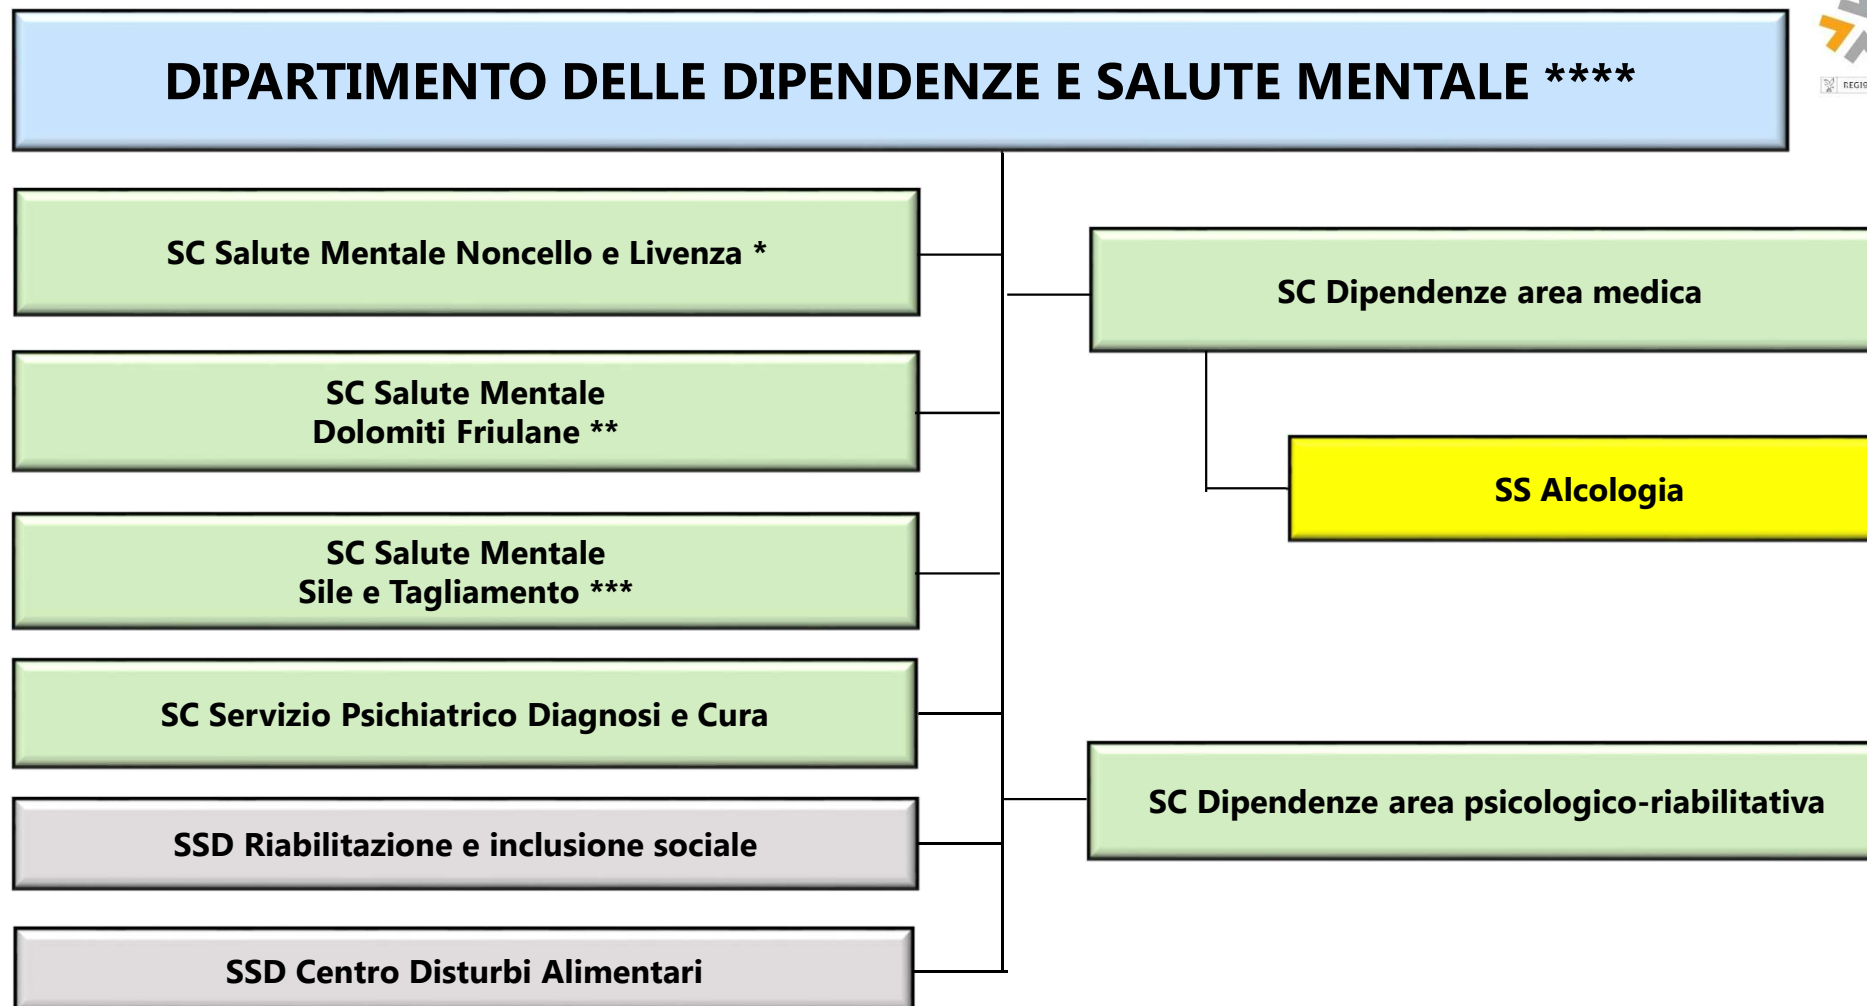 DIPARTIMENTO DELLE DIPENDENZE E SALUTE MENTALE ****
SC Salute Mentale Noncello e Livenza *
SC Salute Mentale
Dolomiti Friulane **
SC Salute Mentale
Sile e Tagliamento ***
SC Servizio Psichiatrico Diagnosi e Cura
SSD Riabilitazione e inclusione sociale
SSD Centro Disturbi Alimentari
SC Dipendenze area medica
SS Alcologia
SC Dipendenze area psicologico-riabilitativa